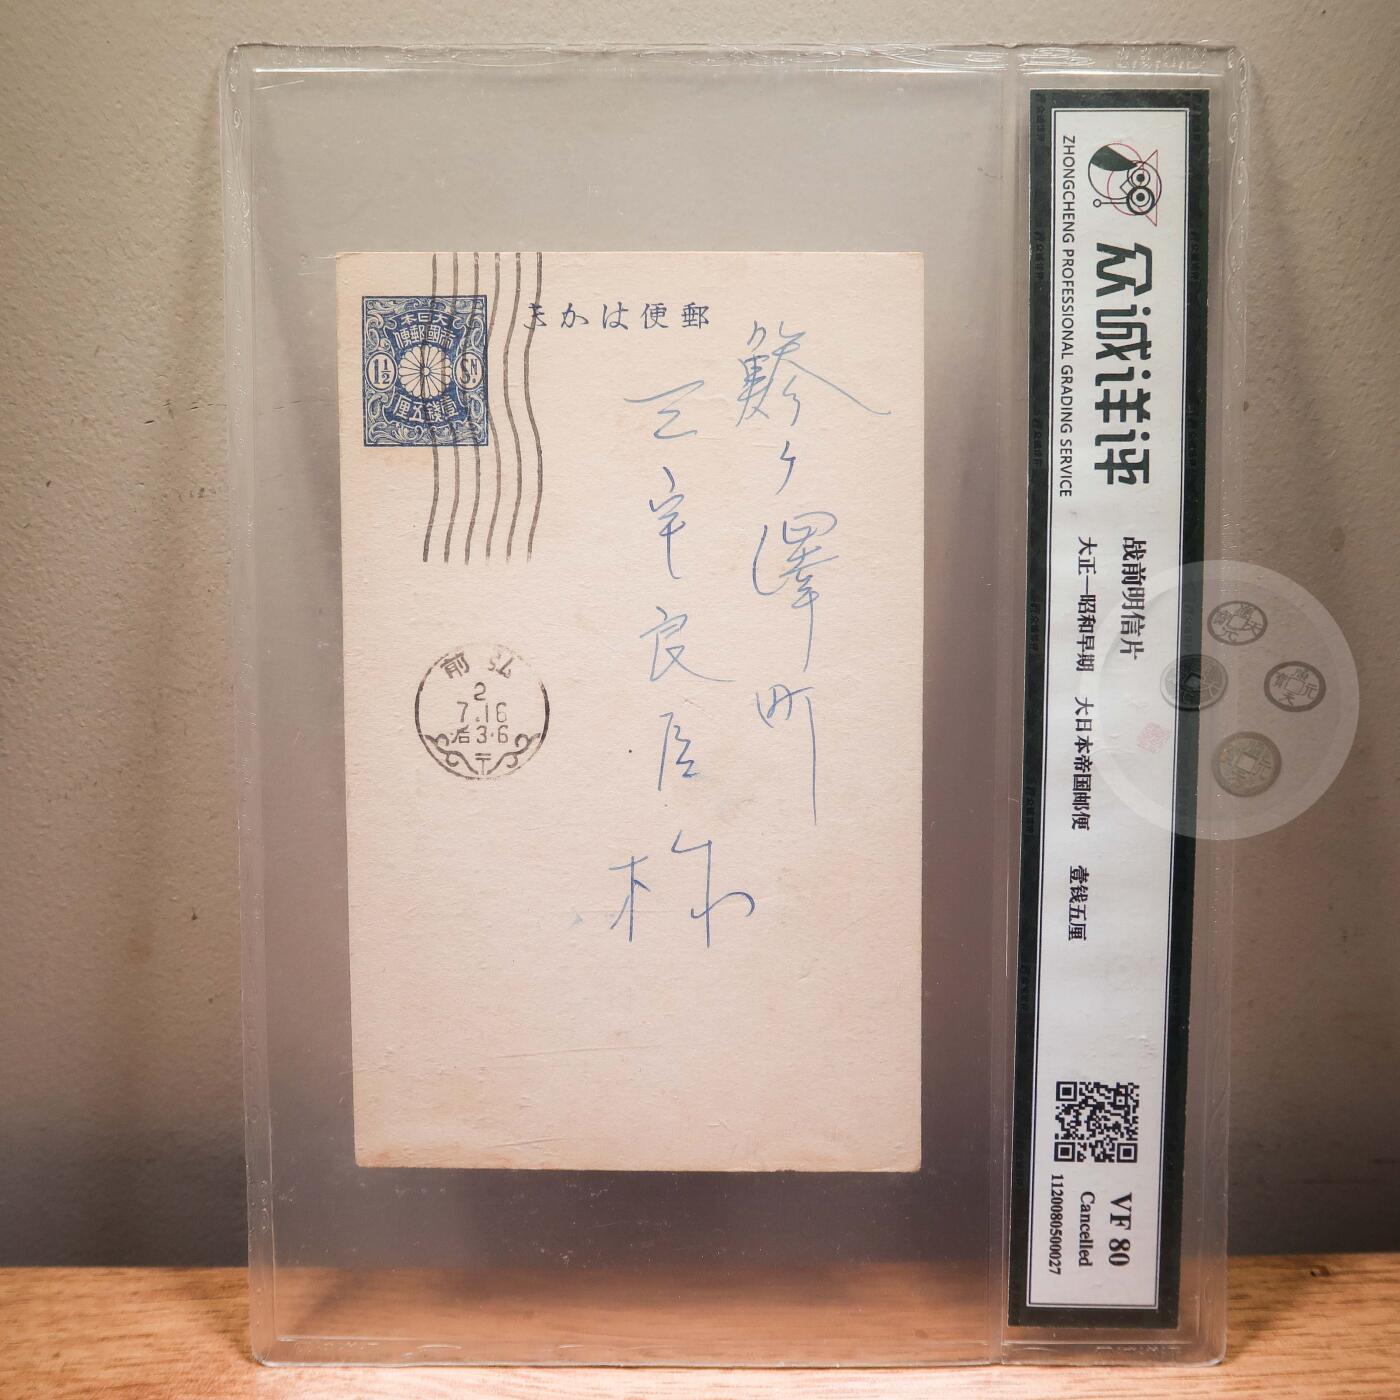 郵便はかき
大日本
帝國郵便
1½
SN.
壹錢五厘
鰺ヶ澤町
三宅良臣様
弘前
2
7.16
后3-6
〒
众诚评评
ZHONGCHENG PROFESSIONAL GRADING SERVICE
战前明信片
大正—昭和早期 大日本帝国邮便 壹钱五厘
VF 80
Cancelled
1120080500027